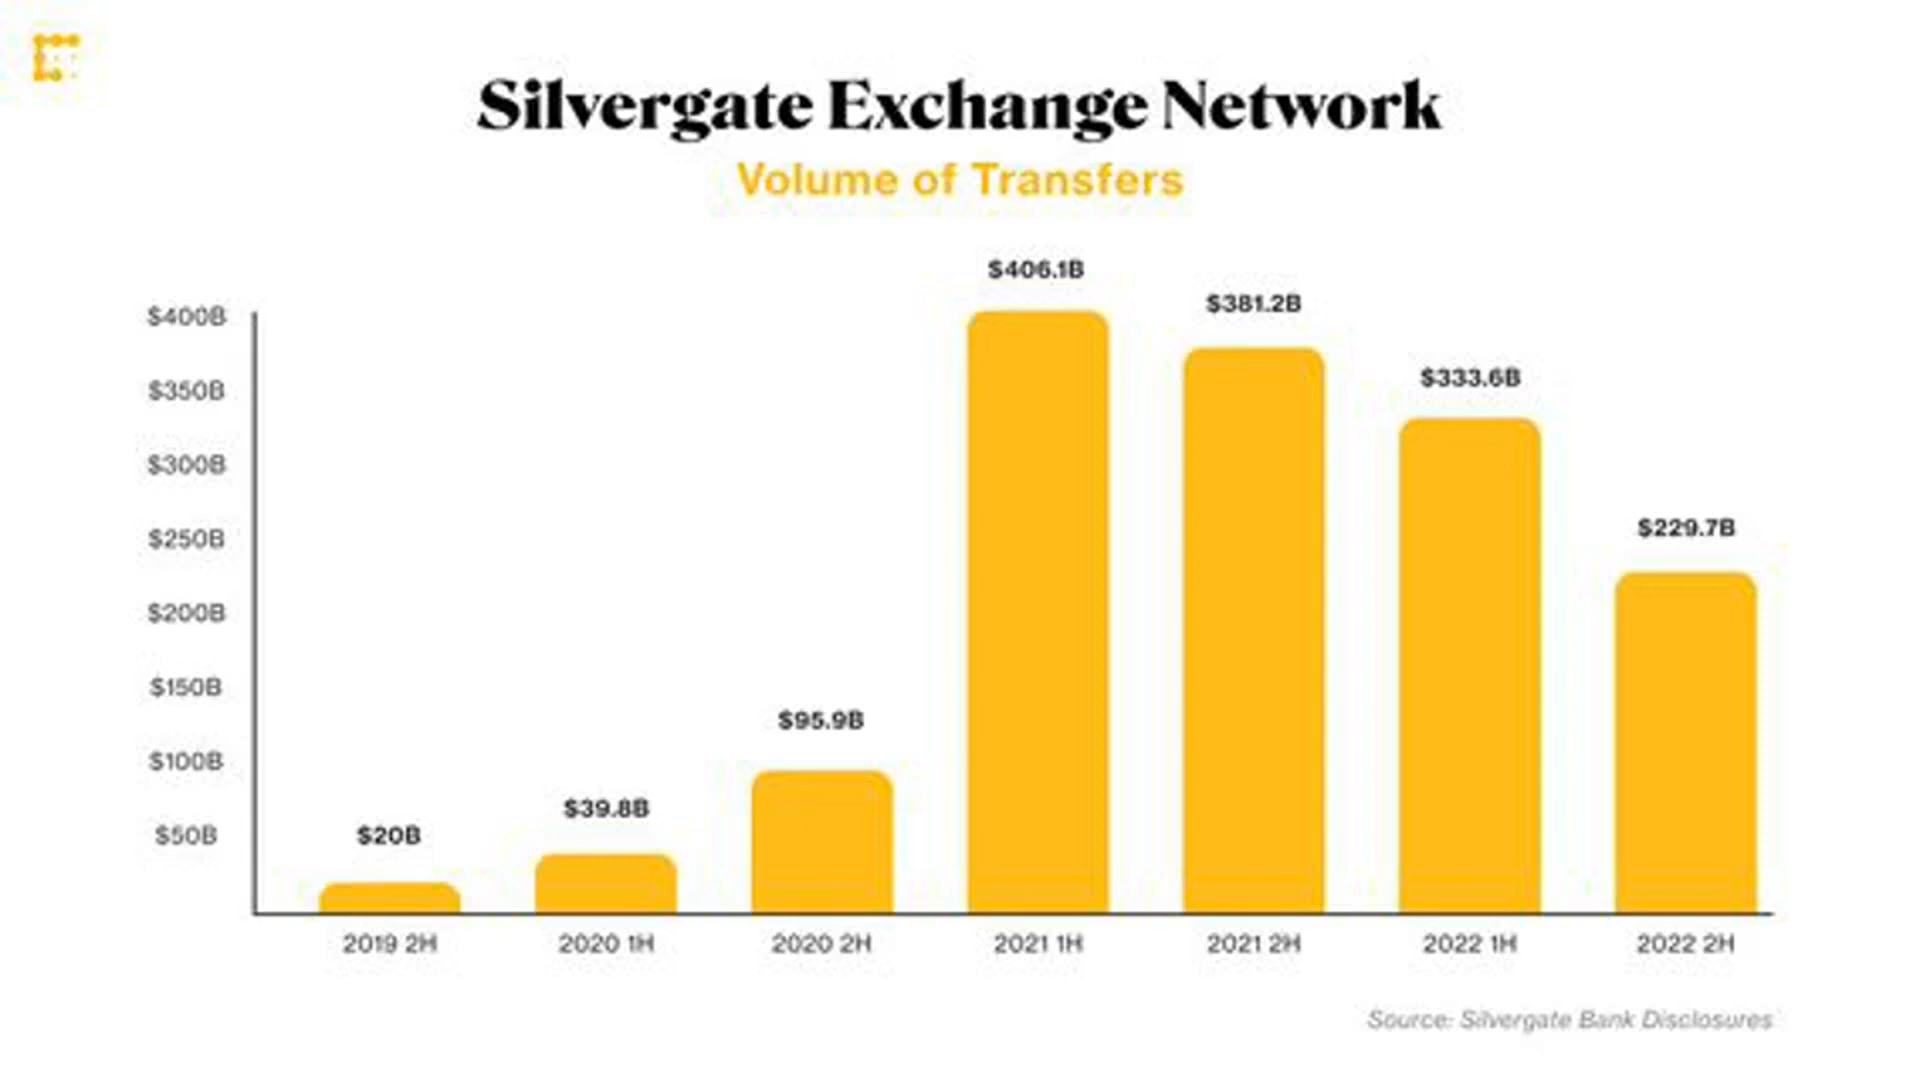 Silvergate Exchange Network
Volume of Transfers
$406.1B
$381.2B
$333.6B
$229.7B
$95.9B
$39.8B
$20B
$400B
$350B
$300B
$250B
$200B
$150B
$100B
$50B
2019 2H 2020 1H 2020 2H 2021 1H 2021 2H 2022 1H 2022 2H
Source: Silvergate Bank Disclosures